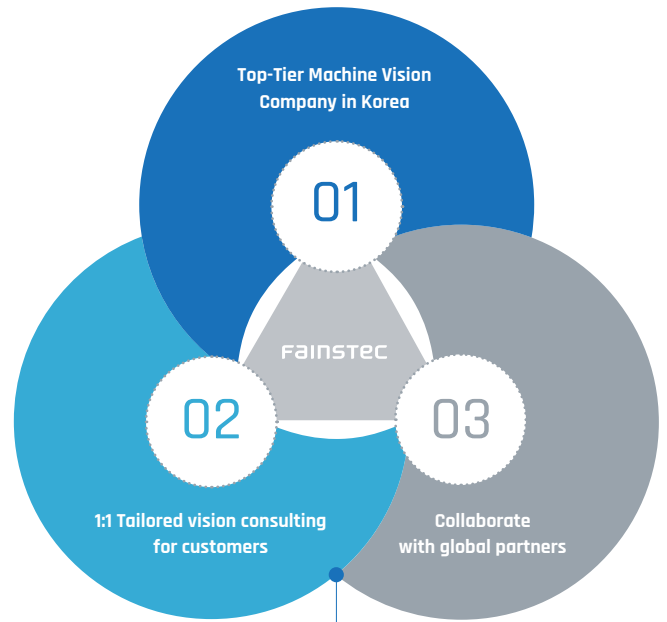 Top-Tier Machine Vision
Company in Korea
01
FAINSTEC
02
03
1:1 Tailored vision consulting
for customers
Collaborate
with global partners